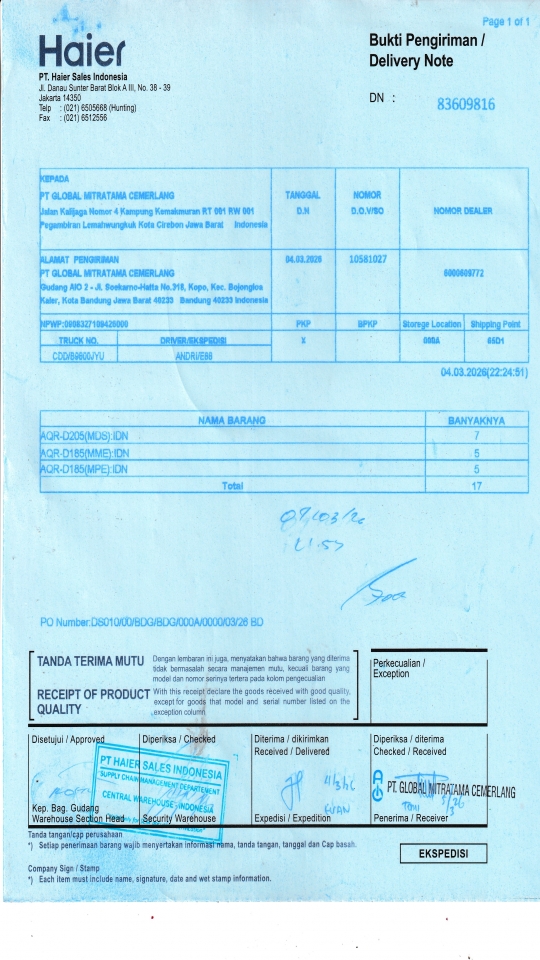 Page 1 of 1
Haier
Bukti Pengiriman /
Delivery Note
PT. Haier Sales Indonesia
Jl. Danau Sunter Barat Blok A III, No. 38 - 39
Jakarta 14350
Telp : (021) 6505668 (Hunting)
Fax : (021) 6512556
DN : 83609816
KEPADA
PT GLOBAL MITRATAMA CEMERLANG
Jalan Kalijaga Nomor 4 Kampung Kemakmuran RT 001 RW 001
Pegambiran Lemahwungkuk Kota Cirebon Jawa Barat Indonesia
TANGGAL
D.N
NOMOR
D.O./SO
NOMOR DEALER
ALAMAT PENGIRIMAN
PT GLOBAL MITRATAMA CEMERLANG
Gudang AIO 2 - Jl. Soekarno-Hatta No.318, Kopo, Kec. Bojongloa
Kaler, Kota Bandung Jawa Barat 40233 Bandung 40233 Indonesia
04.03.2026
10581027
6000609772
PKP
BPKP
Storege Location
Shipping Point
TRUCK NO.
DRIVER/EKSPEDISI
X
000A
65D1
CDD/B9600JYU
ANDRI/E88
04.03.2026(22:24:51)
NAMA BARANG
BANYAKNYA
AQR-D205(MDS):IDN 7
AQR-D185(MME):IDN 5
AQR-D185(MPE):IDN 5
Total 17
PO Number:DS010/00/BDG/BDG/000A/0000/03/26 BD
TANDA TERIMA MUTU
Dengan lembaran ini juga, menyatakan bahwa barang yang diterima
tidak bermasalah secara manajemen mutu, kecuali barang yang
model dan nomor serinya tertera pada kolom pengecualian
RECEIPT OF PRODUCT
QUALITY
With this receipt declare the goods received with good quality,
except for goods that model and serial number listed on the
exception column
Perkecualian /
Exception
Disetujui / Approved
Diperiksa / Checked
Diterima / dikirimkan
Received / Delivered
Diperiksa / diterima
Checked / Received
PT HAIER SALES INDONESIA
SUPPLY CHAIN MANAGEMENT DEPARTEMENT
CENTRAL WAREHOUSE - INDONESIA
PT GLOBAL MITRATAMA CEMERLANG
Kep. Bag. Gudang
Warehouse Section Head
Security Warehouse
Expedisi / Expedition
Penerima / Receiver
Tanda tangan/cap perusahaan
*) Setiap penerimaan barang wajib menyertakan informasi nama, tanda tangan, tanggal dan Cap basah.
EKSPEDISI
Company Sign / Stamp
*) Each item must include name, signature, date and wet stamp information.